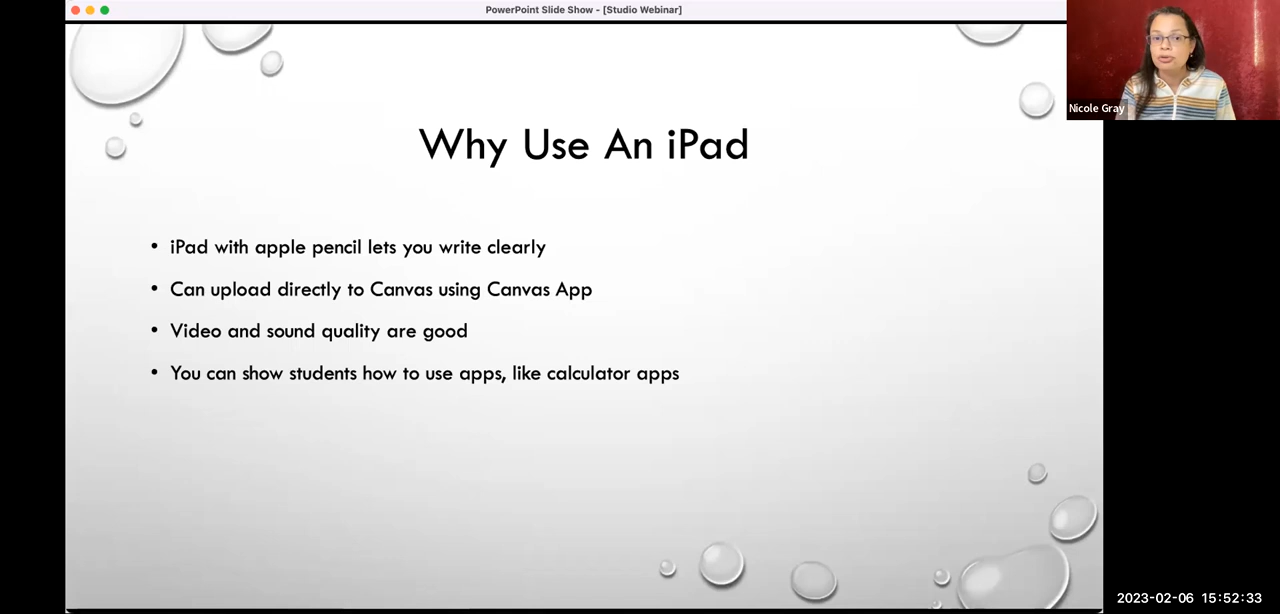 PowerPoint Slide Show - [Studio Webinar]
Nicole Gray
Why Use An iPad
• iPad with apple pencil lets you write clearly
• Can upload directly to Canvas using Canvas App
• Video and sound quality are good
• You can show students how to use apps, like calculator apps
2023-02-06 15:52:33